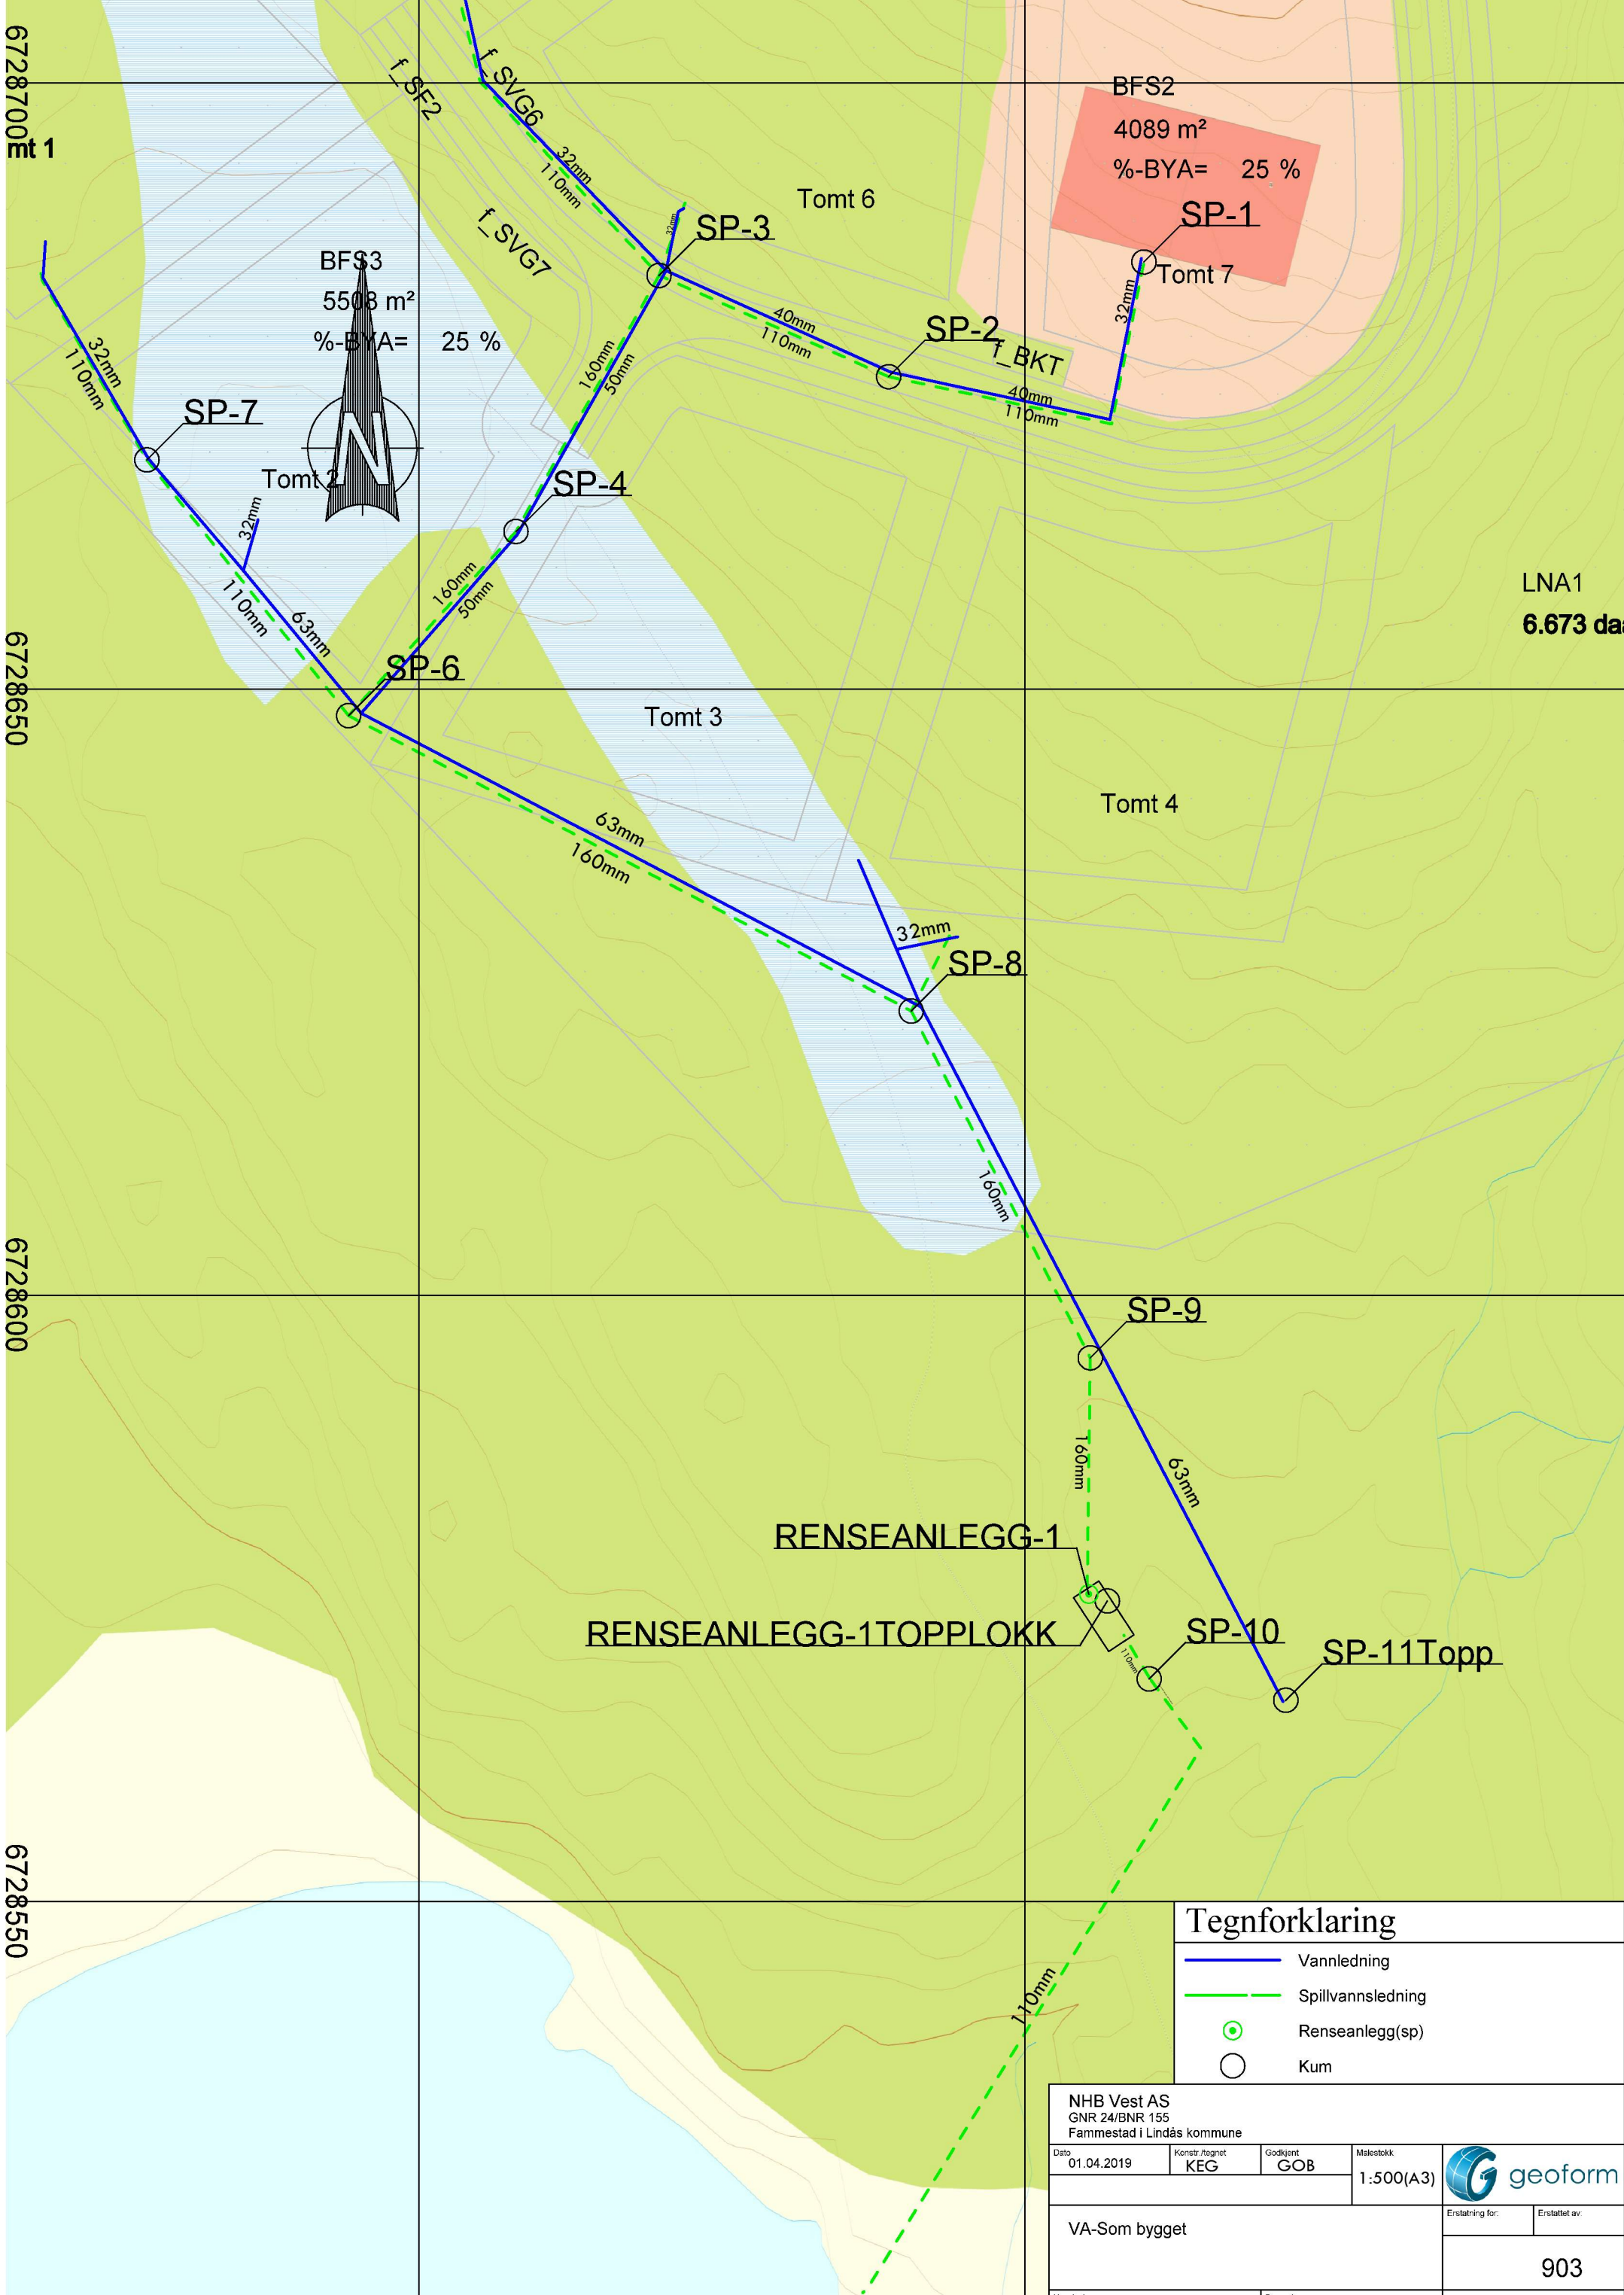 6728700
mt 1
f_SF2
f_SVG6
32mm
110mm
BFS2
4089 m²
%-BYA= 25 %
Tomt 6
SP-1
32mm
SP-3
Tomt 7
32mm
f_SVG7
BFS3
5508 m²
%-BYA= 25 %
N
40mm
110mm
SP-2
f_BKT
40mm
110mm
32mm
110mm
160mm
50mm
SP-7
Tomt 2
32mm
SP-4
110mm
63mm
160mm
50mm
LNA1
6.673 da
6728650
SP-6
Tomt 3
Tomt 4
63mm
160mm
32mm
SP-8
160mm
6728600
SP-9
160mm
63mm
RENSEANLEGG-1
RENSEANLEGG-1TOPPLOKK
SP-10
110mm
SP-11Topp
6728550
110mm
Tegnforklaring
Vannledning
Spillvannsledning
Renseanlegg(sp)
Kum
NHB Vest AS
GNR 24/BNR 155
Fammestad i Lindås kommune
Dato
01.04.2019
Konstr./tegnet
KEG
Godkjent
GOB
Malestokk
1:500(A3)
geoform
VA-Som bygget
Erstatning for:
Erstattet av:
903